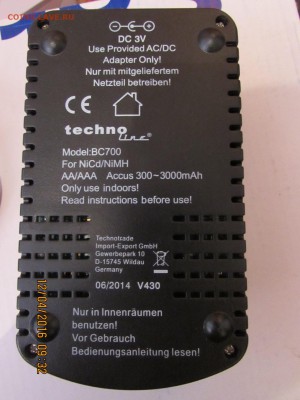 DC 3V
Use Provided AC/DC
Adapter Only!
Nur mit mitgeliefertem
Netzteil betreiben!
CE
techno
line
Model:BC700
For NiCd/NiMH
AA/AAA Accus 300~3000mAh
Only use indoors!
Read instructions before use!
Technotrade
Import-Export GmbH
Gewerbepark 10
D-15745 Wildau
Germany
06/2014 V430
Nur in Innenräumen
benutzen!
Vor Gebrauch
Bedienungsanleitung lesen!
12/04/2016 09:32